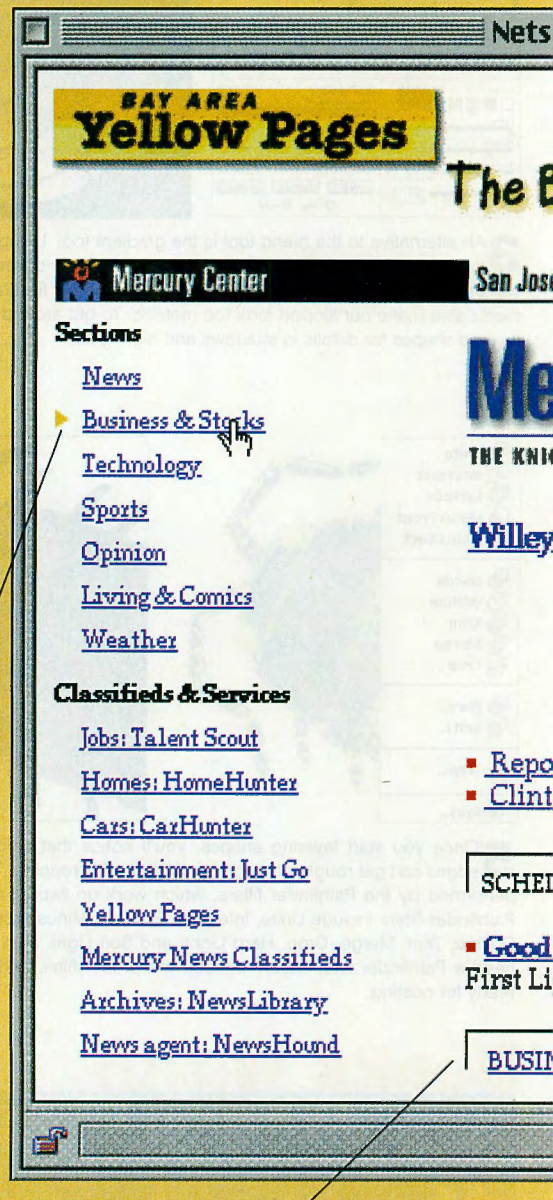 Nets
BAY AREA
Yellow Pages
The B
Mercury Center
San Jose
Sections
News
Business & Stocks
Technology
Sports
Opinion
Living & Comics
Weather
Me
THE KNIG
Willey
Classifieds & Services
Jobs: Talent Scout
Homes: HomeHunter
Cars: CarHunter
Entertainment: Just Go
Yellow Pages
Mercury News Classifieds
Archives: NewsLibrary
News agent: NewsHound
Repo
Clint
SCHEI
Good
First Li
BUSIN